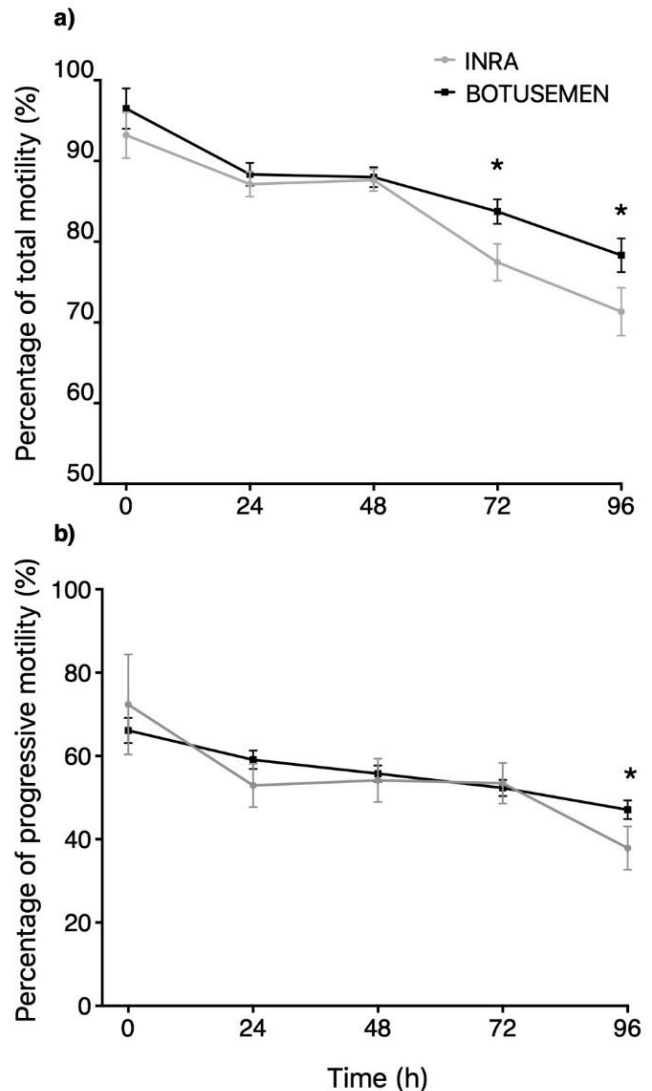 a)
INRA
BOTUSEMEN
Percentage of total motility (%)
100
90
80
70
60
50
*
*
0 24 48 72 96
b)
Percentage of progressive motility (%)
100
80
60
40
20
0
*
0 24 48 72 96
Time (h)